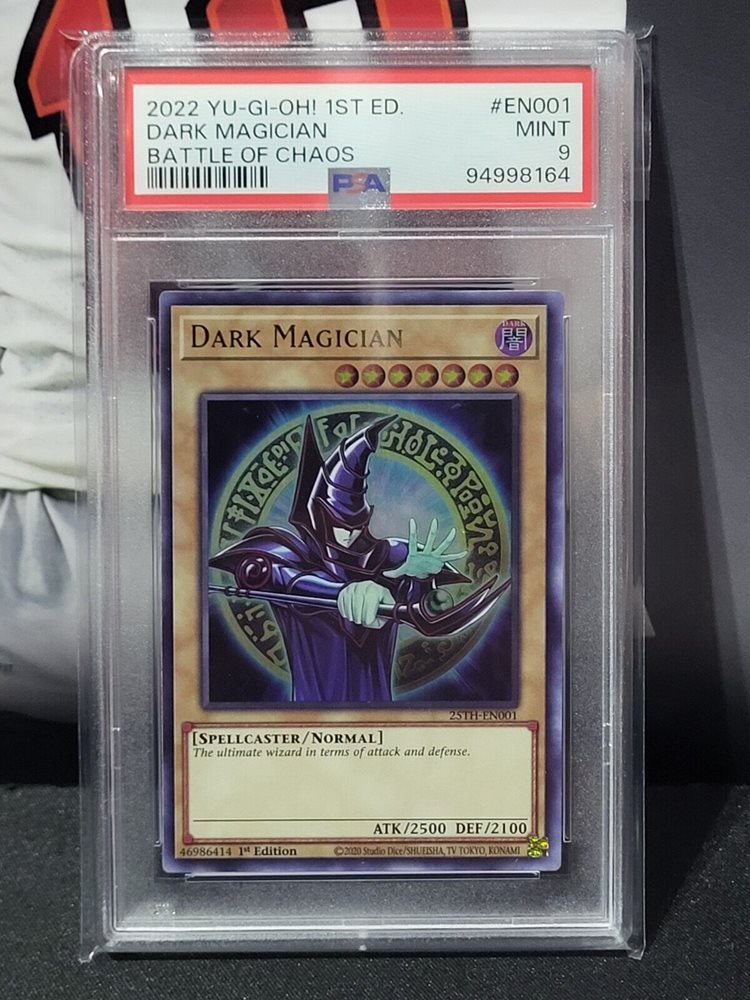 2022 YU-GI-OH! 1ST ED. #EN001
DARK MAGICIAN MINT
BATTLE OF CHAOS 9
PSA 94998164
DARK MAGICIAN
DARK
闇
25TH-EN001
[SPELLCASTER/NORMAL]
The ultimate wizard in terms of attack and defense.
ATK/2500 DEF/2100
46986414 1st Edition ©2020 Studio Dice/SHUEISHA, TV TOKYO, KONAMI